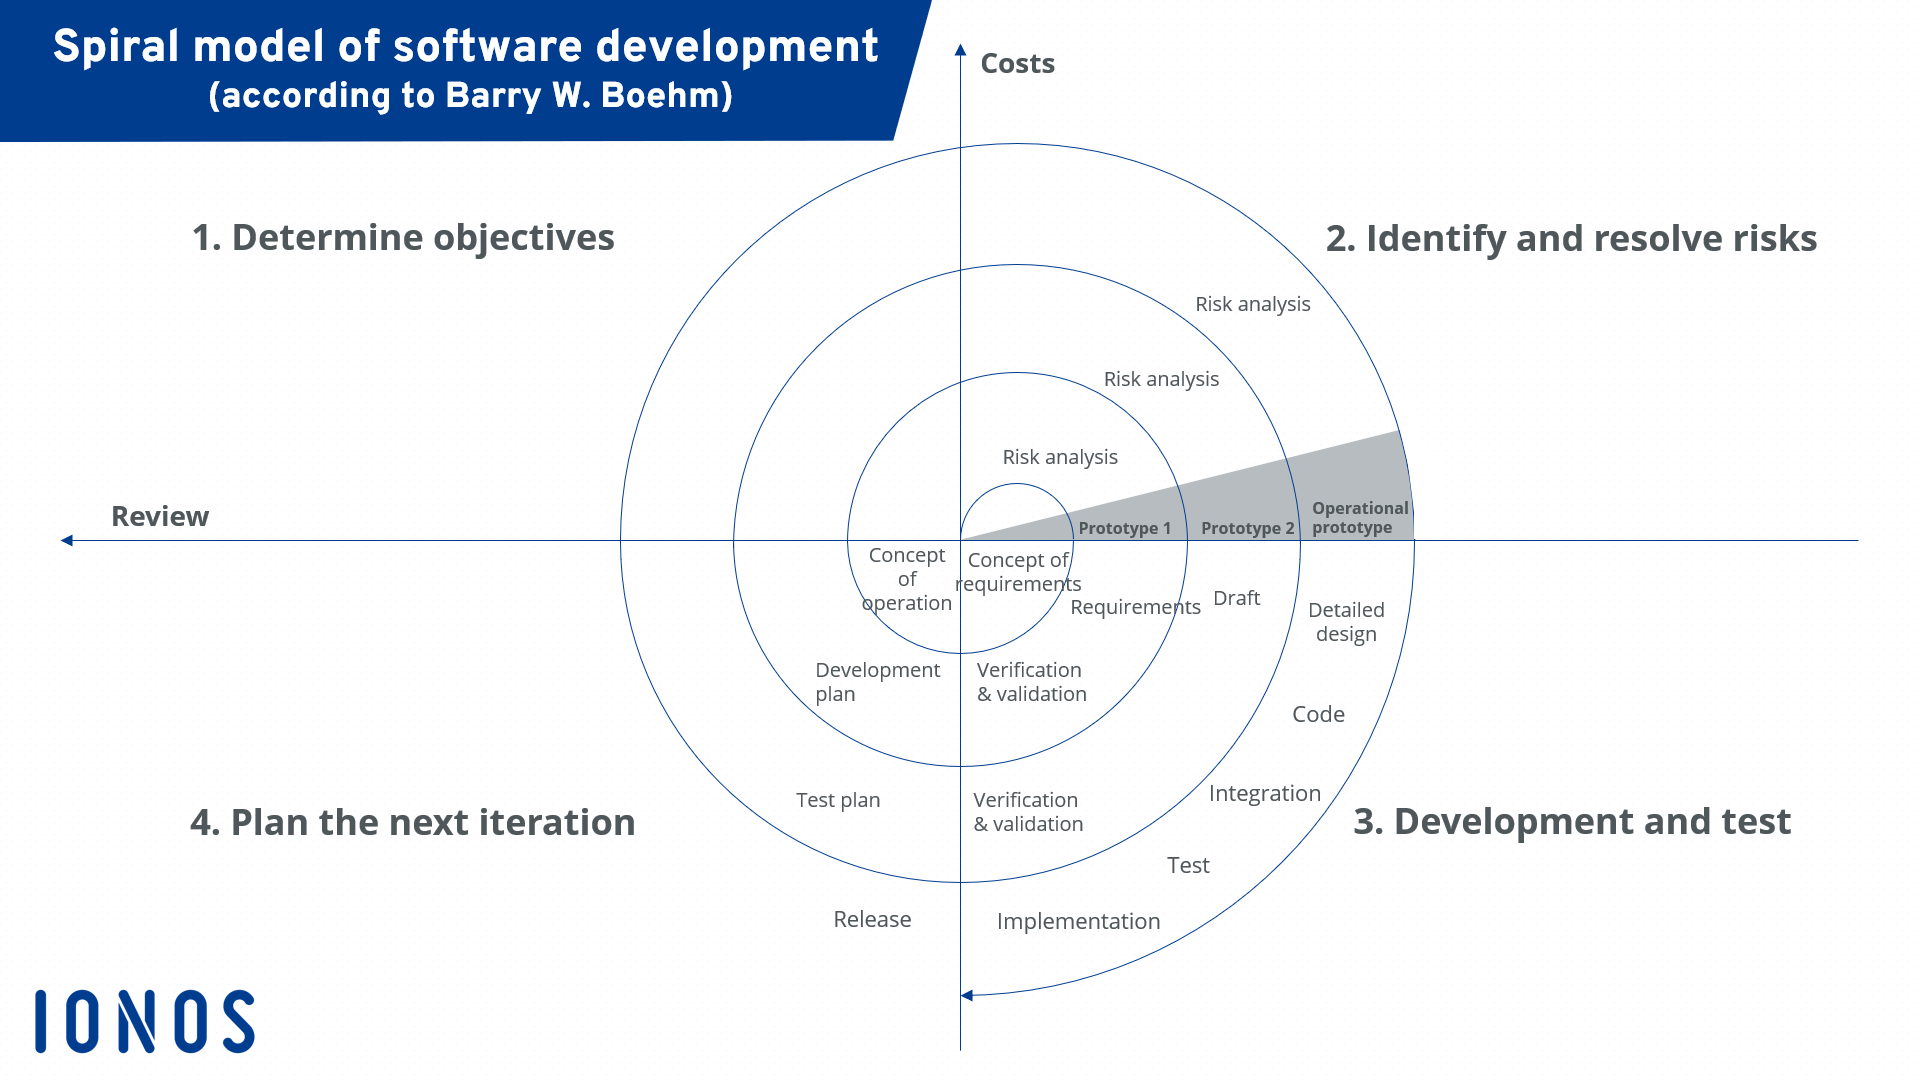 Spiral model of software development
(according to Barry W. Boehm)
Costs
1. Determine objectives
2. Identify and resolve risks
Risk analysis
Risk analysis
Risk analysis
Review
Prototype 1
Prototype 2
Operational
prototype
Concept
of
operation
Concept of
requirements
Requirements
Draft
Detailed
design
Development
plan
Verification
& validation
Code
Test plan
Verification
& validation
Integration
4. Plan the next iteration
3. Development and test
Test
Release
Implementation
IONOS